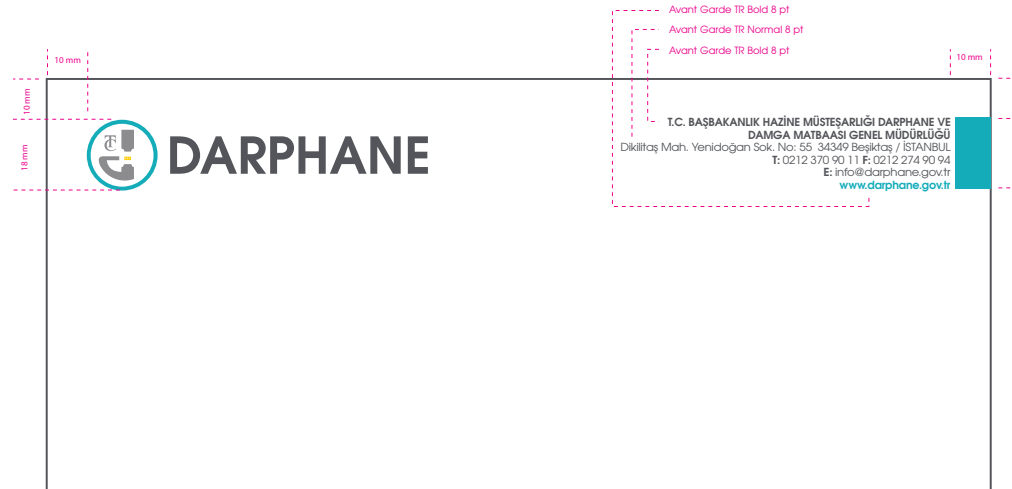 Avant Garde TR Bold 8 pt
Avant Garde TR Normal 8 pt
Avant Garde TR Bold 8 pt
10 mm
10 mm
10 mm
18 mm
TC
DARPHANE
T.C. BAŞBAKANLIK HAZİNE MÜSTEŞARLIĞI DARPHANE VE
DAMGA MATBAASI GENEL MÜDÜRLÜĞÜ
Dikilitaş Mah. Yenidoğan Sok. No: 55 34349 Beşiktaş / İSTANBUL
T: 0212 370 90 11 F: 0212 274 90 94
E: info@darphane.gov.tr
www.darphane.gov.tr